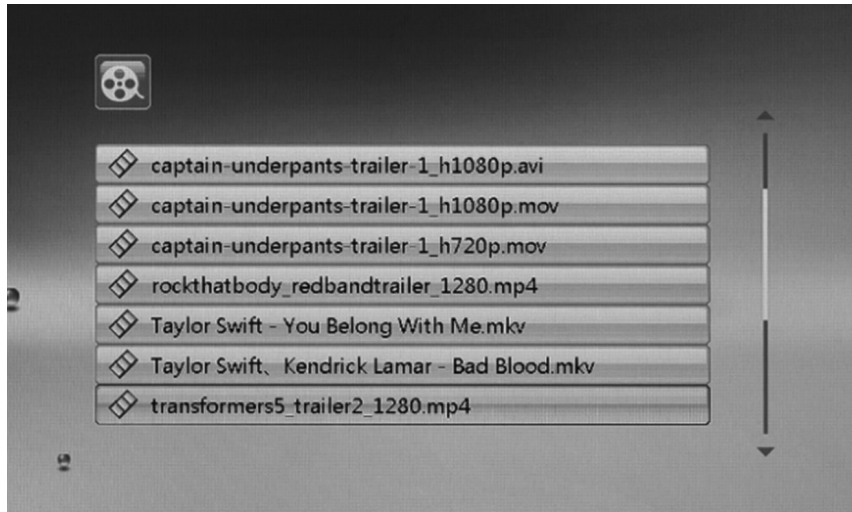 captain-underpants-trailer-1_h1080p.avi
captain-underpants-trailer-1_h1080p.mov
captain-underpants-trailer-1_h720p.mov
rockthatbody_redbandtrailer_1280.mp4
Taylor Swift - You Belong With Me.mkv
Taylor Swift、Kendrick Lamar - Bad Blood.mkv
transformers5_trailer2_1280.mp4